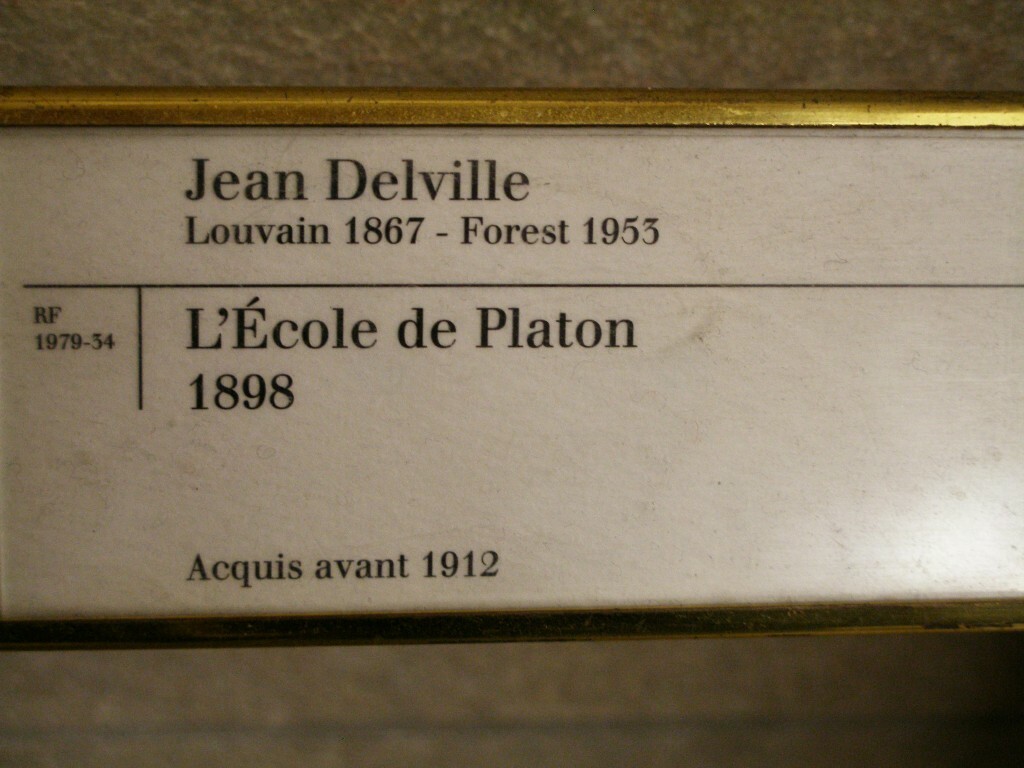 Jean Delville
Louvain 1867 - Forest 1953
RF
1979-34
L'École de Platon
1898
Acquis avant 1912